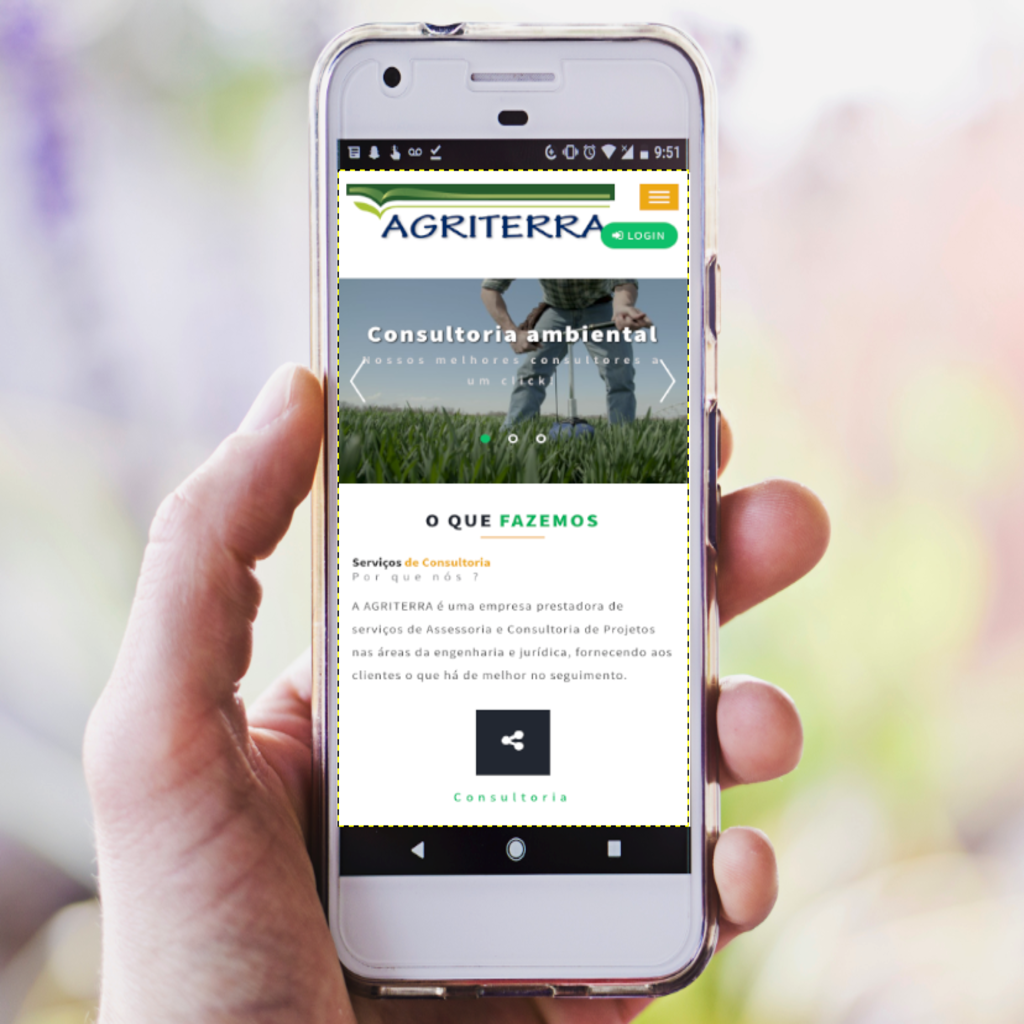 9:51
AGRITERRA
LOGIN
Consultoria ambiental
Nossos melhores consultores a
um click!
O QUE FAZEMOS
Serviços de Consultoria
Por que nós ?
A AGRITERRA é uma empresa prestadora de
serviços de Assessoria e Consultoria de Projetos
nas áreas da engenharia e jurídica, fornecendo aos
clientes o que há de melhor no seguimento.
Consultoria